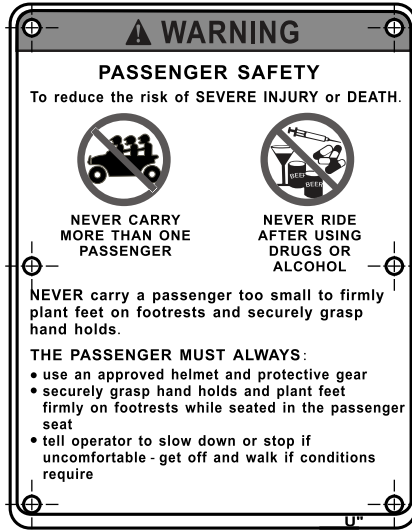 WARNING
PASSENGER SAFETY
To reduce the risk of SEVERE INJURY or DEATH.
BEER
BEER
NEVER CARRY
MORE THAN ONE
PASSENGER
NEVER RIDE
AFTER USING
DRUGS OR
ALCOHOL
NEVER carry a passenger too small to firmly
plant feet on footrests and securely grasp
hand holds.
THE PASSENGER MUST ALWAYS:
• use an approved helmet and protective gear
• securely grasp hand holds and plant feet
firmly on footrests while seated in the passenger
seat
• tell operator to slow down or stop if
uncomfortable - get off and walk if conditions
require
U"